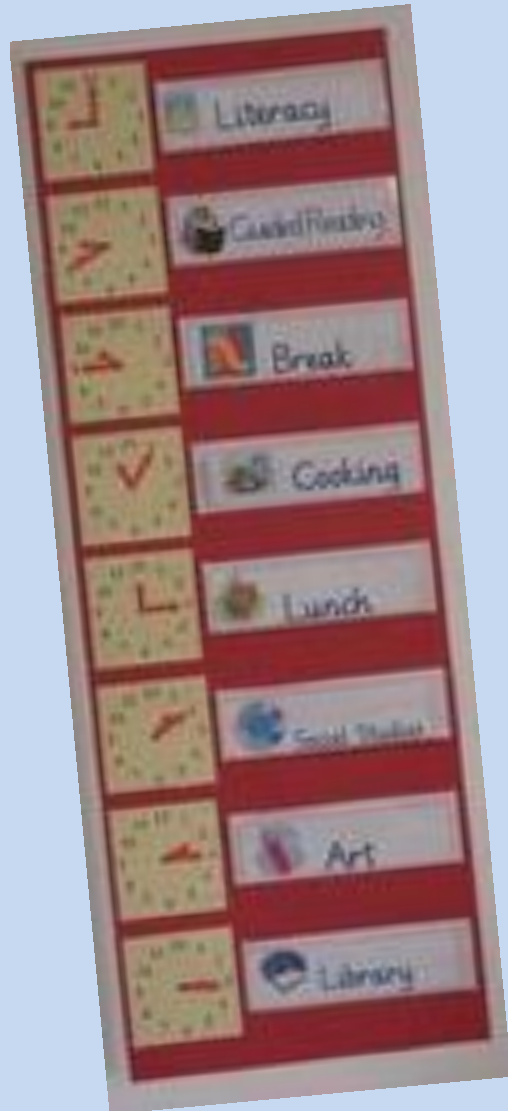 Literacy
Guided Reading
Break
Cooking
Lunch
Social Studies
Art
Library